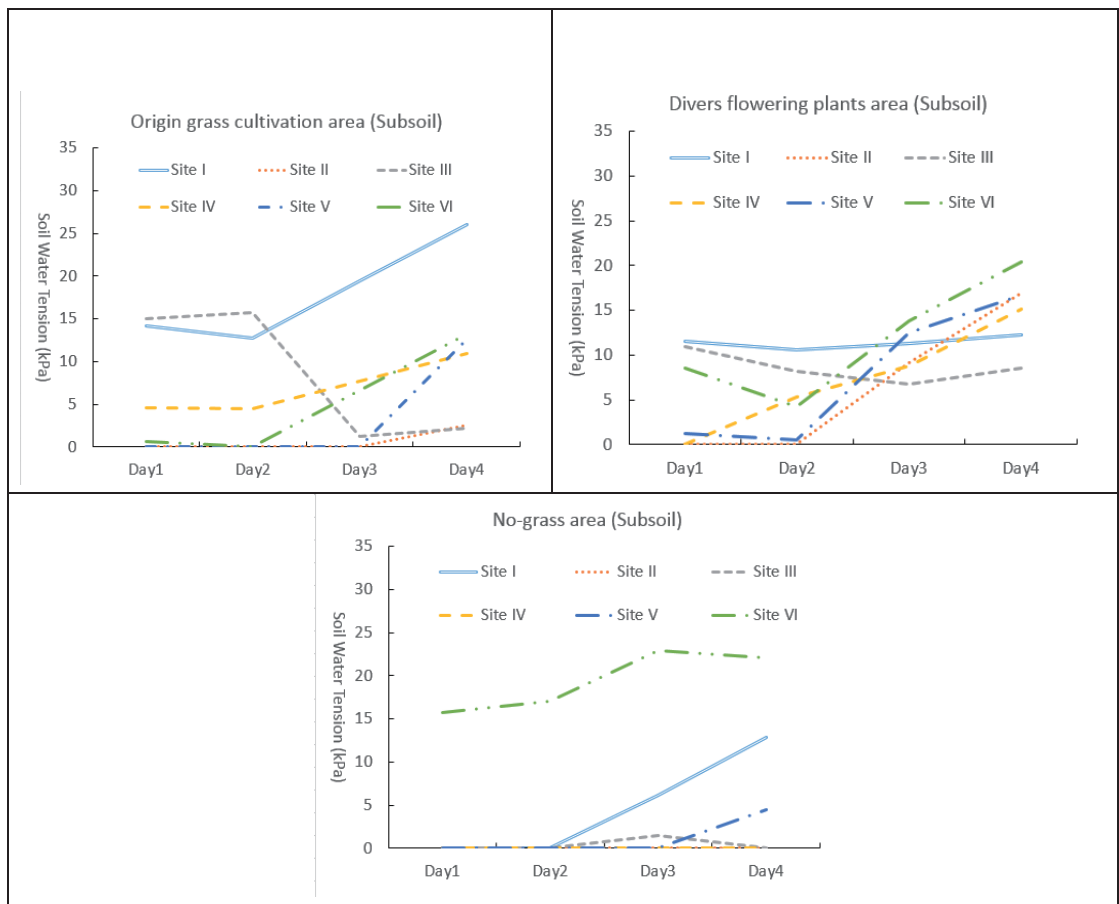 Origin grass cultivation area (Subsoil)
35
30
25
20
15
10
5
0
Soil Water Tension (kPa)
Site I Site II Site III
Site IV Site V Site VI
Day1 Day2 Day3 Day4
Divers flowering plants area (Subsoil)
35
30
25
20
15
10
5
0
Soil Water Tension (kPa)
Site I Site II Site III
Site IV Site V Site VI
Day1 Day2 Day3 Day4
No-grass area (Subsoil)
35
30
25
20
15
10
5
0
Soil Water Tension (kPa)
Site I Site II Site III
Site IV Site V Site VI
Day1 Day2 Day3 Day4